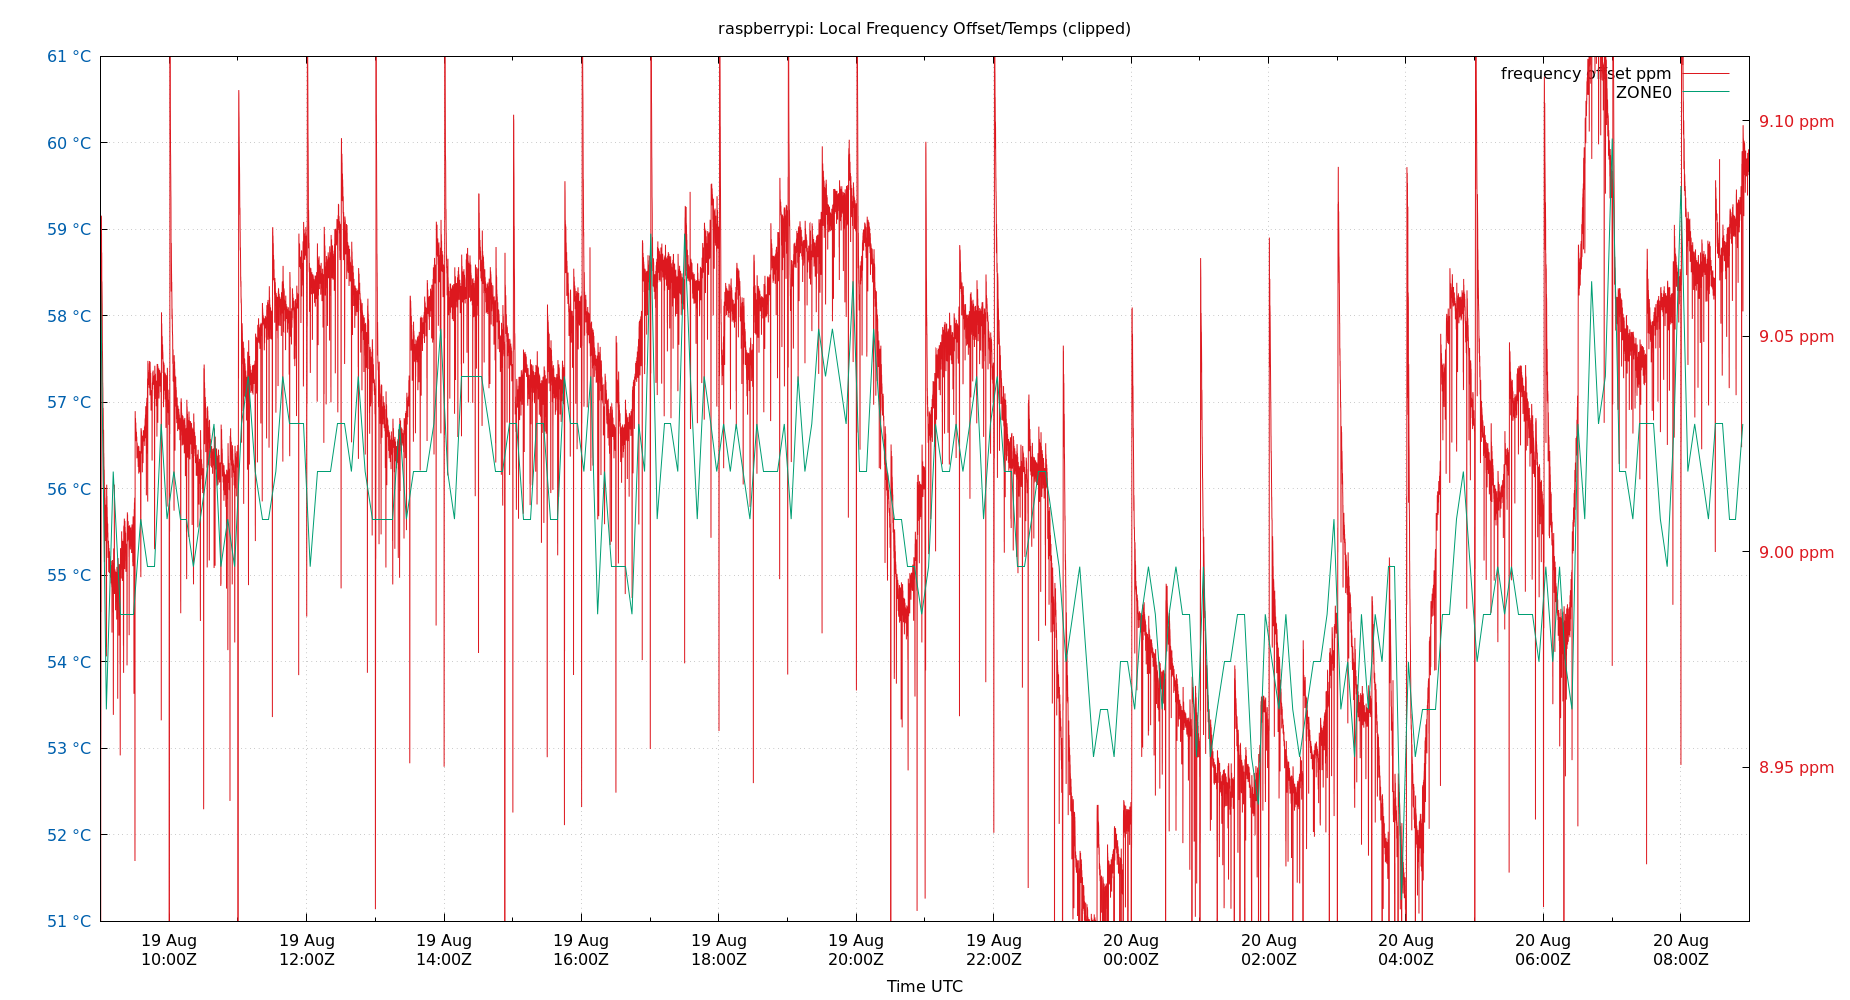 raspberrypi: Local Frequency Offset/Temps (clipped)
61 °C
60 °C
59 °C
58 °C
57 °C
56 °C
55 °C
54 °C
53 °C
52 °C
51 °C
frequency offset ppm
ZONE0
9.10 ppm
9.05 ppm
9.00 ppm
8.95 ppm
19 Aug
10:00Z
19 Aug
12:00Z
19 Aug
14:00Z
19 Aug
16:00Z
19 Aug
18:00Z
19 Aug
20:00Z
19 Aug
22:00Z
20 Aug
00:00Z
20 Aug
02:00Z
20 Aug
04:00Z
20 Aug
06:00Z
20 Aug
08:00Z
Time UTC